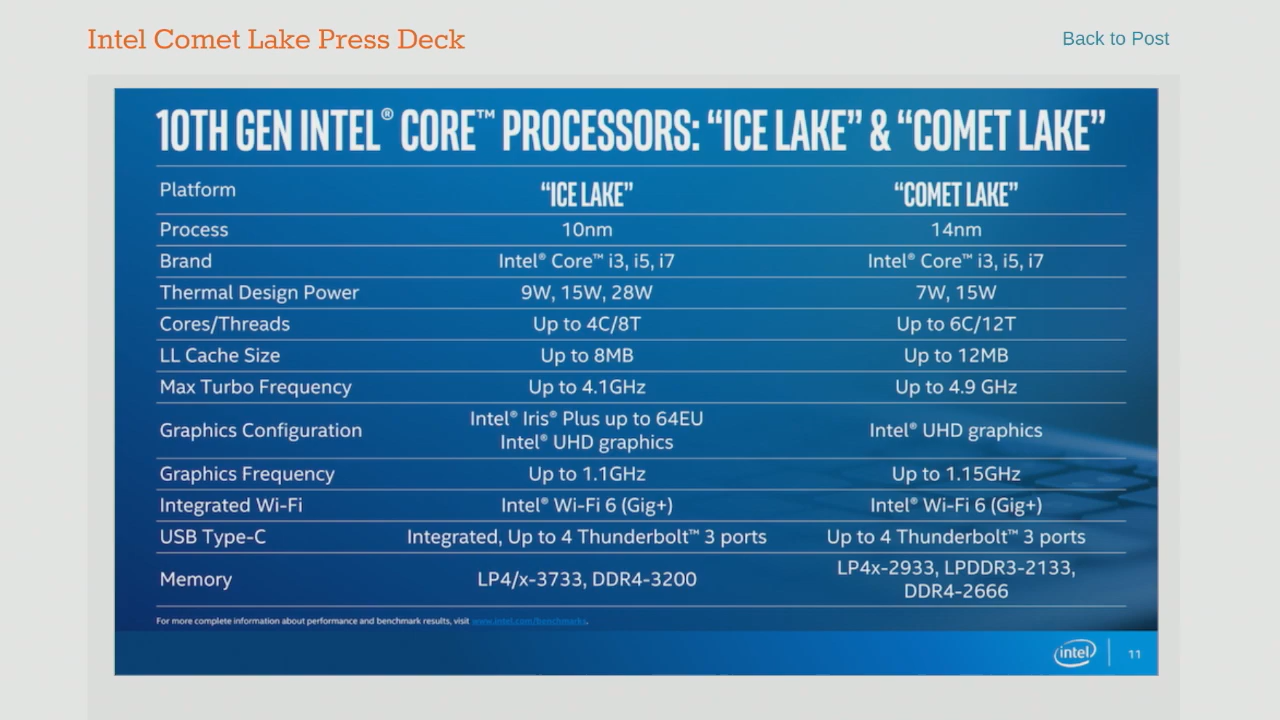 Intel Comet Lake Press Deck
Back to Post
10TH GEN INTEL® CORE™ PROCESSORS: “ICE LAKE” & “COMET LAKE”
Platform “ICE LAKE” “COMET LAKE”
Process 10nm 14nm
Brand Intel® Core™ i3, i5, i7 Intel® Core™ i3, i5, i7
Thermal Design Power 9W, 15W, 28W 7W, 15W
Cores/Threads Up to 4C/8T Up to 6C/12T
LL Cache Size Up to 8MB Up to 12MB
Max Turbo Frequency Up to 4.1GHz Up to 4.9 GHz
Graphics Configuration
Intel® Iris® Plus up to 64EU
Intel® UHD graphics
Intel® UHD graphics
Graphics Frequency Up to 1.1GHz Up to 1.15GHz
Integrated Wi-Fi Intel® Wi-Fi 6 (Gig+) Intel® Wi-Fi 6 (Gig+)
USB Type-C Integrated, Up to 4 Thunderbolt™ 3 ports Up to 4 Thunderbolt™ 3 ports
Memory LP4/x-3733, DDR4-3200
LP4x-2933, LPDDR3-2133,
DDR4-2666
For more complete information about performance and benchmark results, visit www.intel.com/benchmarks.
intel 11